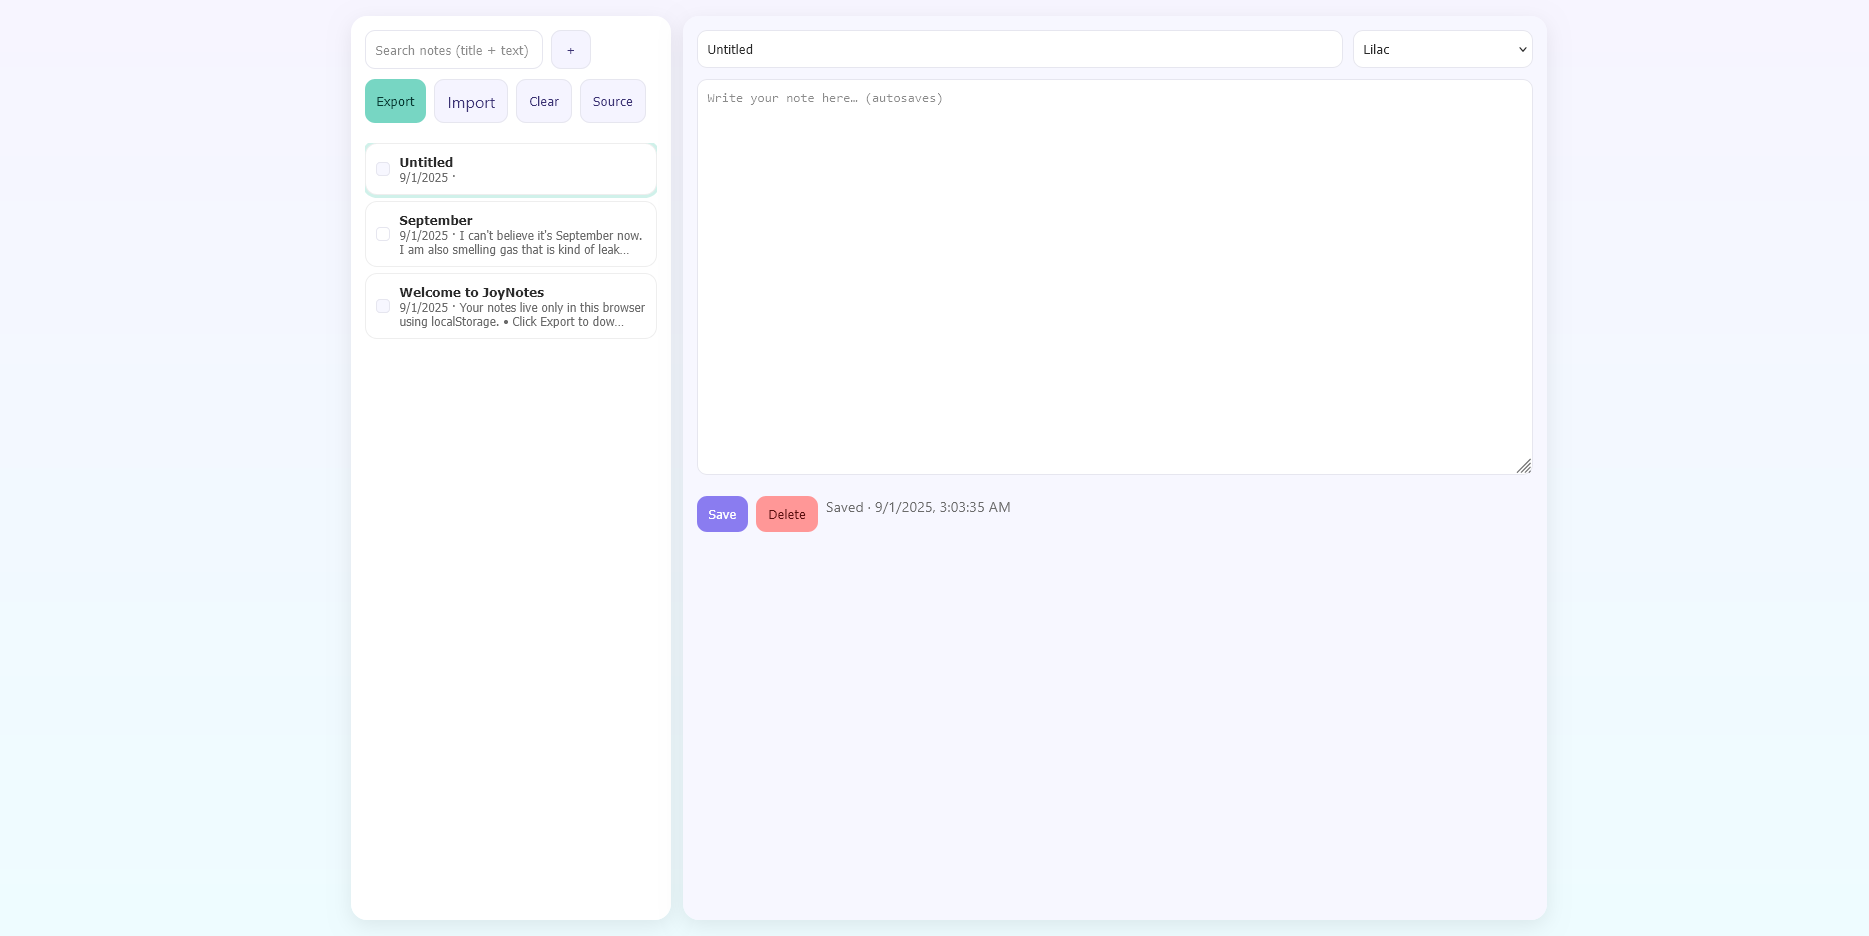 Search notes (title + text)
+
Export
Import
Clear
Source
Untitled
9/1/2025 ·
September
9/1/2025 · I can't believe it's September now.
I am also smelling gas that is kind of leak…
Welcome to JoyNotes
9/1/2025 · Your notes live only in this browser
using localStorage. • Click Export to dow…
Untitled
Lilac
Write your note here… (autosaves)
Save
Delete
Saved · 9/1/2025, 3:03:35 AM